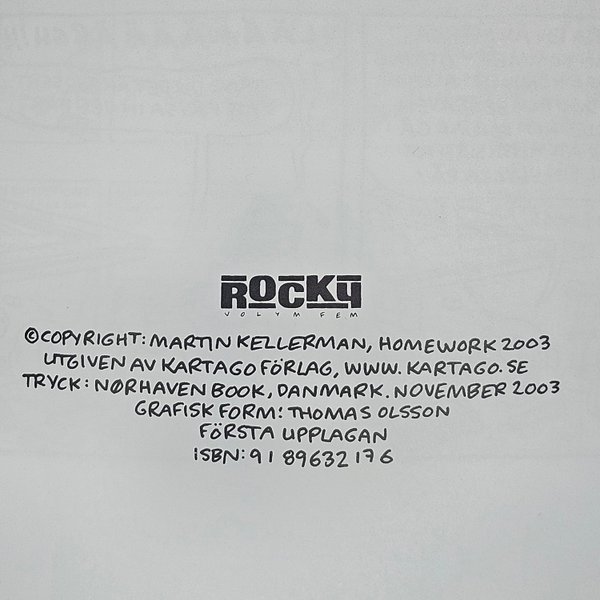 ROCKY
VOLYM FEM
©COPYRIGHT: MARTIN KELLERMAN, HOMEWORK 2003
UTGIVEN AV KARTAGO FÖRLAG, WWW. KARTAGO.SE
TRYCK: NØRHAVEN BOOK, DANMARK. NOVEMBER 2003
GRAFISK FORM: THOMAS OLSSON
FÖRSTA UPPLAGAN
ISBN: 91 89632 17 6